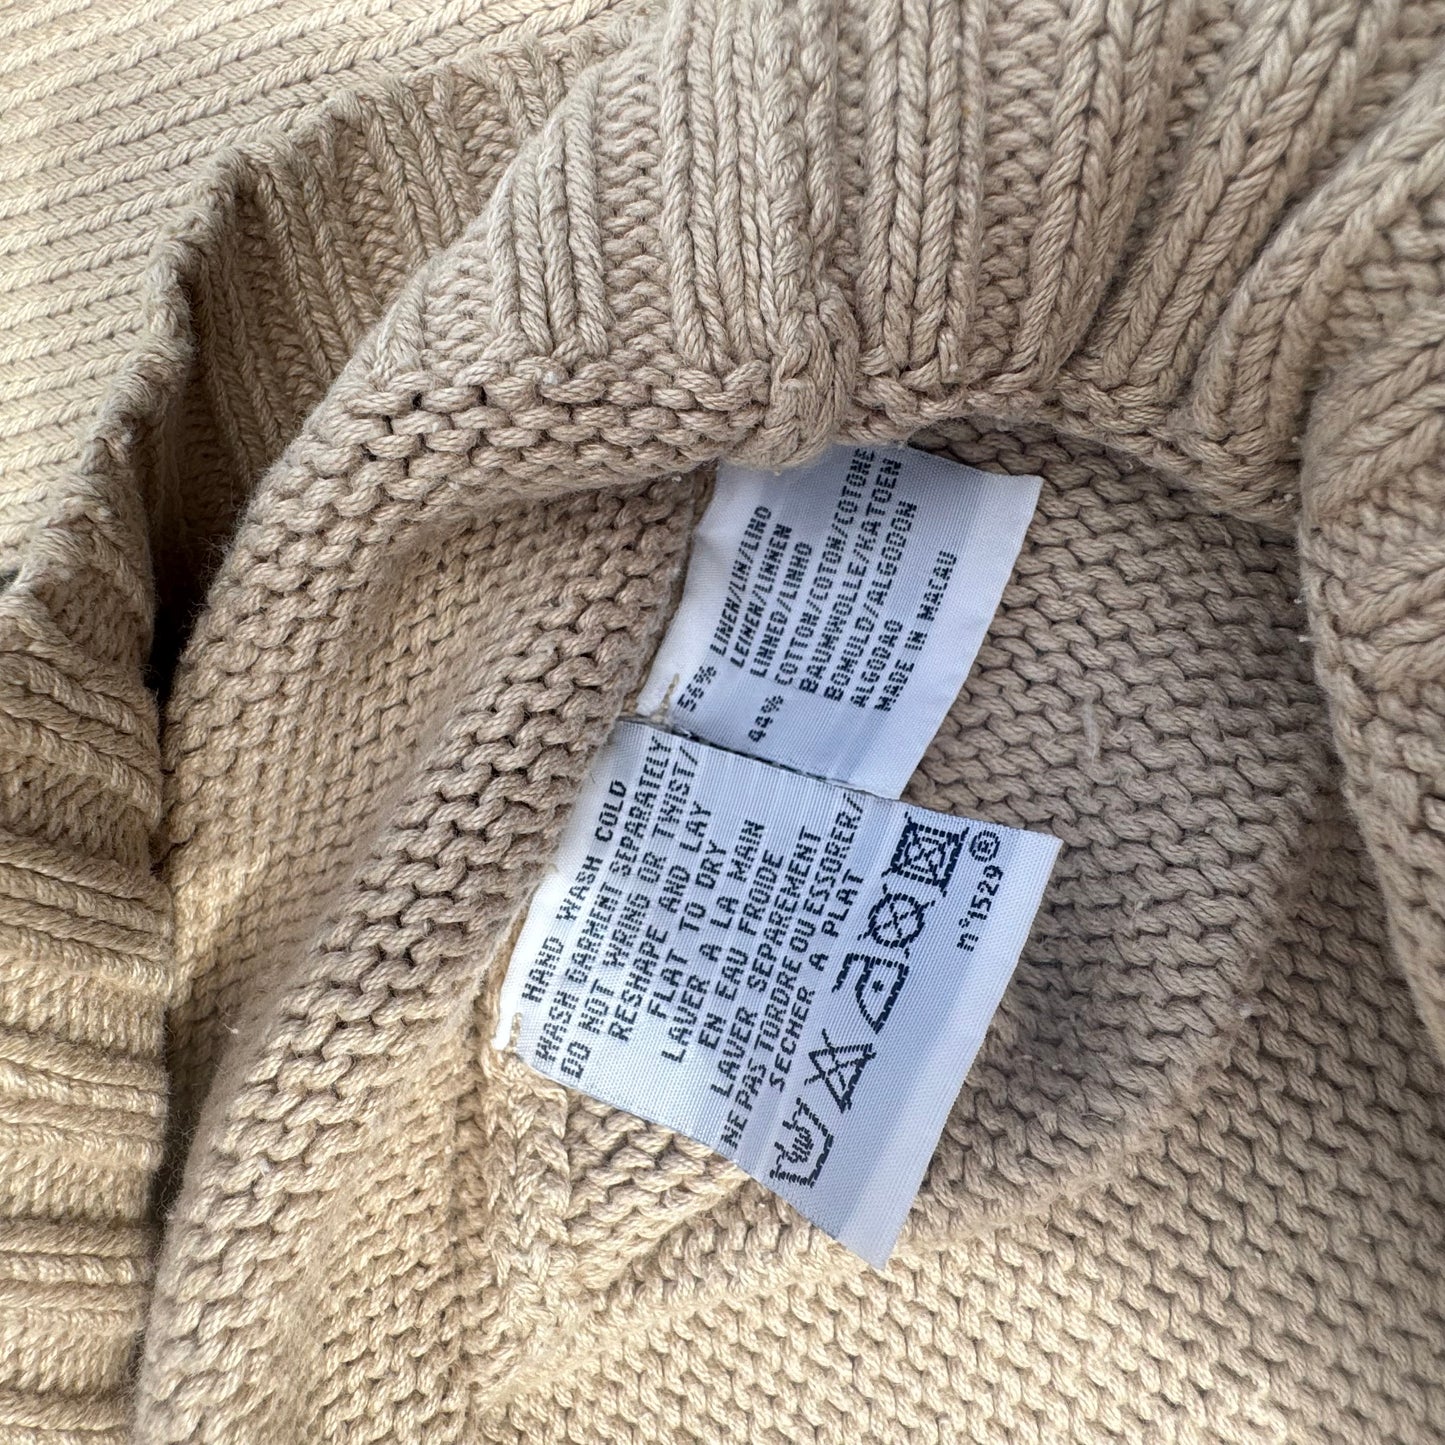 56% LINEN/LIN/LINO
LEINEN/LINNEN
LINNED/LINHO
44% COTTON/COTON/COTONE
BAUMWOLLE/KATOEN
BOMULD/ALGODON
ALGODAO
MADE IN MACAU
HAND WASH COLD
WASH GARMENT SEPARATELY
DO NOT WRING OR TWIST/
RESHAPE AND LAY
FLAT TO DRY
LAVER A LA MAIN
EN EAU FROIDE
LAVER SEPAREMENT
NE PAS TORDRE OU ESSORER/
SECHER A PLAT
n°1529 ®